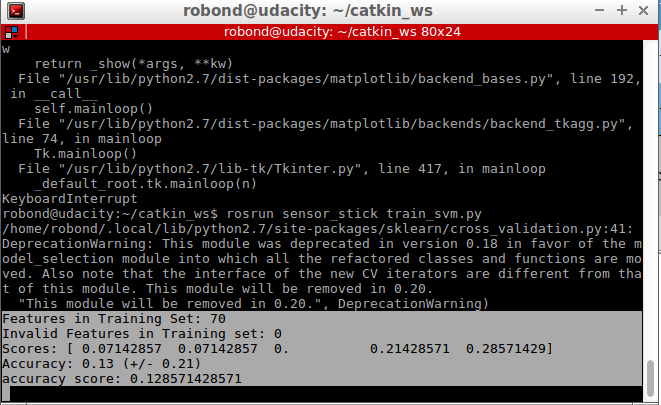 robond@udacity: ~/catkin_ws
robond@udacity: ~/catkin_ws 80x24
w
    return _show(*args, **kw)
  File "/usr/lib/python2.7/dist-packages/matplotlib/backend_bases.py", line 192,
 in __call__
    self.mainloop()
  File "/usr/lib/python2.7/dist-packages/matplotlib/backends/backend_tkagg.py",
line 74, in mainloop
    Tk.mainloop()
  File "/usr/lib/python2.7/lib-tk/Tkinter.py", line 417, in mainloop
    _default_root.tk.mainloop(n)
KeyboardInterrupt
robond@udacity:~/catkin_ws$ rosrun sensor_stick train_svm.py
/home/robond/.local/lib/python2.7/site-packages/sklearn/cross_validation.py:41:
DeprecationWarning: This module was deprecated in version 0.18 in favor of the m
odel_selection module into which all the refactored classes and functions are mo
ved. Also note that the interface of the new CV iterators are different from tha
t of this module. This module will be removed in 0.20.
  "This module will be removed in 0.20.", DeprecationWarning)
Features in Training Set: 70
Invalid Features in Training set: 0
Scores: [ 0.07142857  0.07142857  0.          0.21428571  0.28571429]
Accuracy: 0.13 (+/- 0.21)
accuracy score: 0.128571428571